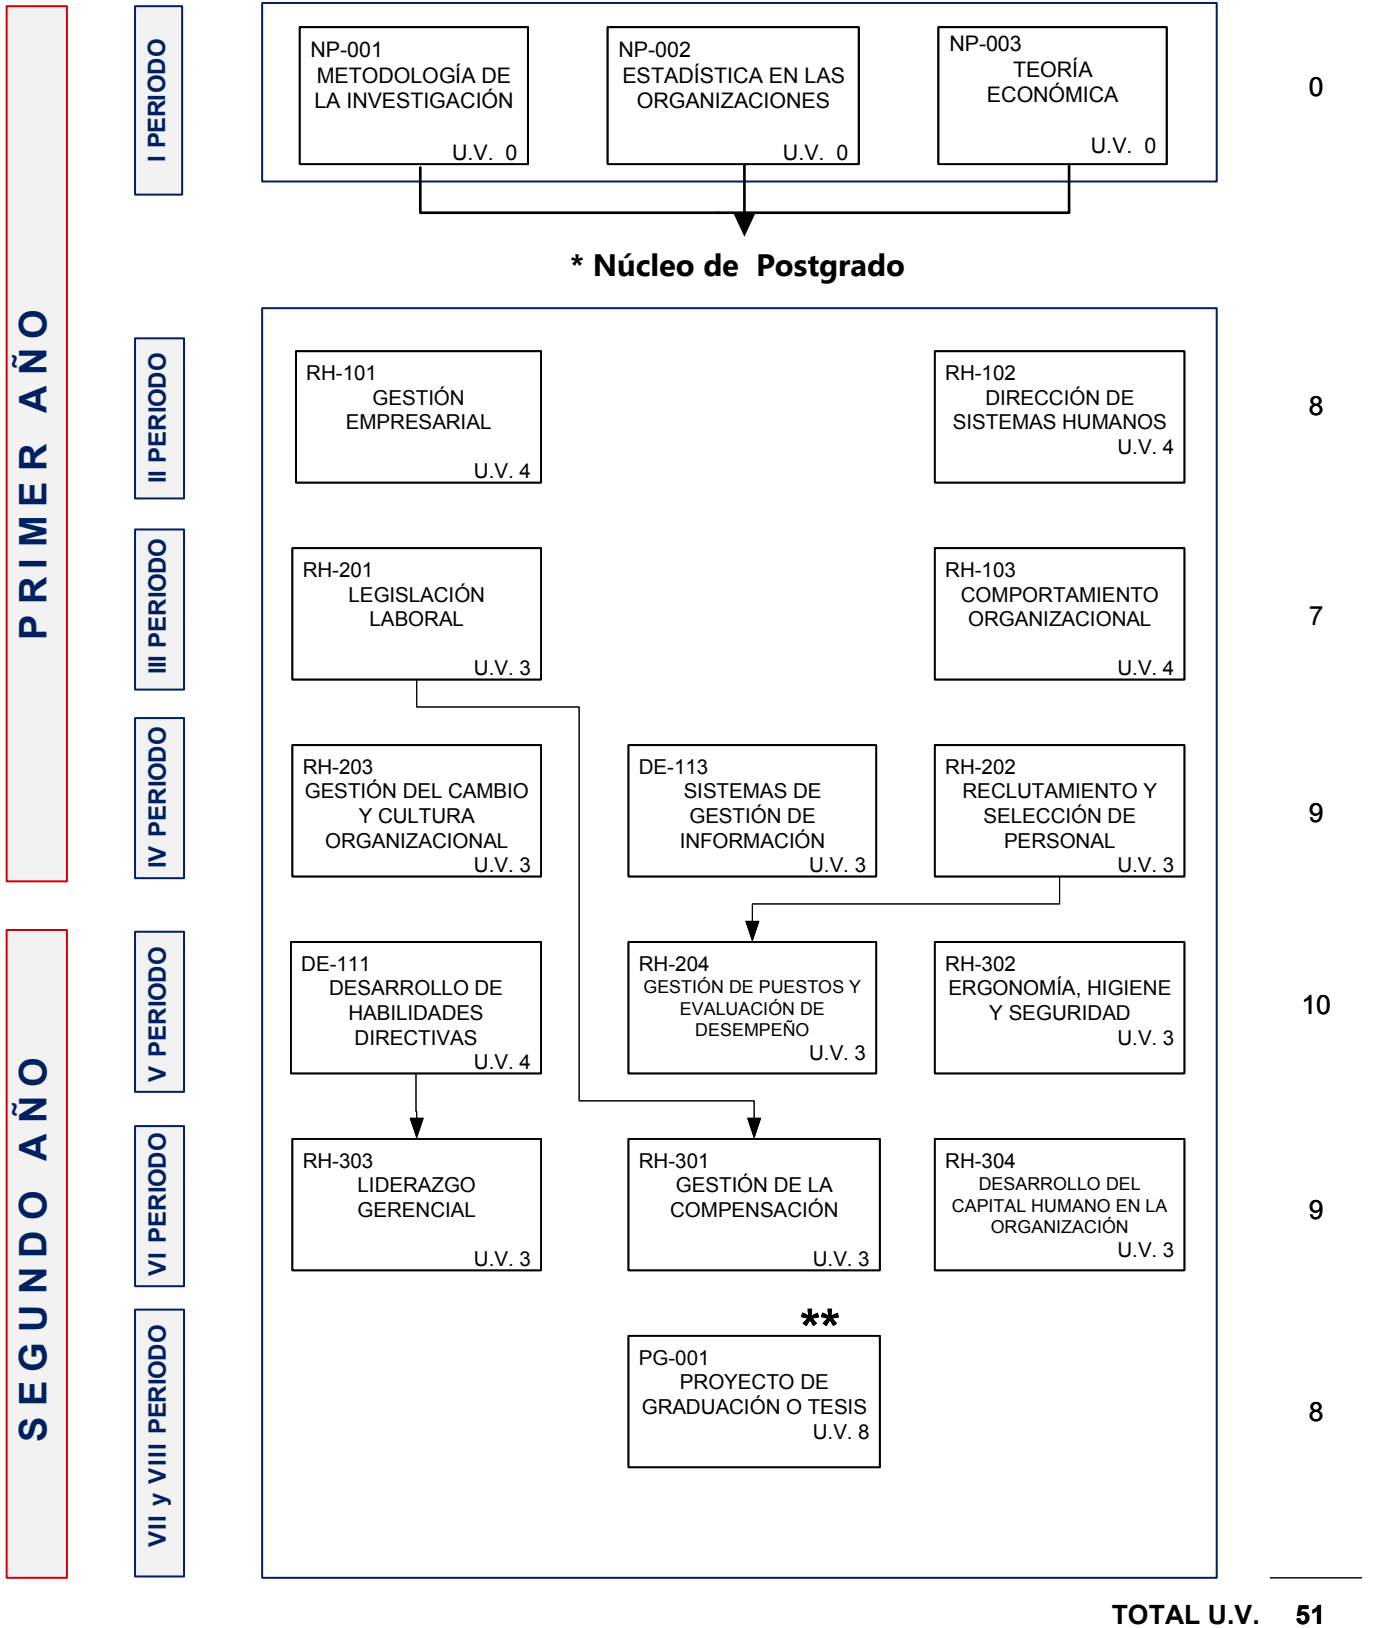 PRIMER AÑO
I PERIODO
NP-001
METODOLOGÍA DE
LA INVESTIGACIÓN
U.V. 0
NP-002
ESTADÍSTICA EN LAS
ORGANIZACIONES
U.V. 0
NP-003
TEORÍA
ECONÓMICA
U.V. 0
0
* Núcleo de Postgrado
II PERIODO
RH-101
GESTIÓN
EMPRESARIAL
U.V. 4
RH-102
DIRECCIÓN DE
SISTEMAS HUMANOS
U.V. 4
8
III PERIODO
RH-201
LEGISLACIÓN
LABORAL
U.V. 3
RH-103
COMPORTAMIENTO
ORGANIZACIONAL
U.V. 4
7
IV PERIODO
RH-203
GESTIÓN DEL CAMBIO
Y CULTURA
ORGANIZACIONAL
U.V. 3
DE-113
SISTEMAS DE
GESTIÓN DE
INFORMACIÓN
U.V. 3
RH-202
RECLUTAMIENTO Y
SELECCIÓN DE
PERSONAL
U.V. 3
9
SEGUNDO AÑO
V PERIODO
DE-111
DESARROLLO DE
HABILIDADES
DIRECTIVAS
U.V. 4
RH-204
GESTIÓN DE PUESTOS Y
EVALUACIÓN DE
DESEMPEÑO
U.V. 3
RH-302
ERGONOMÍA, HIGIENE
Y SEGURIDAD
U.V. 3
10
VI PERIODO
RH-303
LIDERAZGO
GERENCIAL
U.V. 3
RH-301
GESTIÓN DE LA
COMPENSACIÓN
U.V. 3
RH-304
DESARROLLO DEL
CAPITAL HUMANO EN LA
ORGANIZACIÓN
U.V. 3
9
VII y VIII PERIODO
**
PG-001
PROYECTO DE
GRADUACIÓN O TESIS
U.V. 8
8
TOTAL U.V. 51